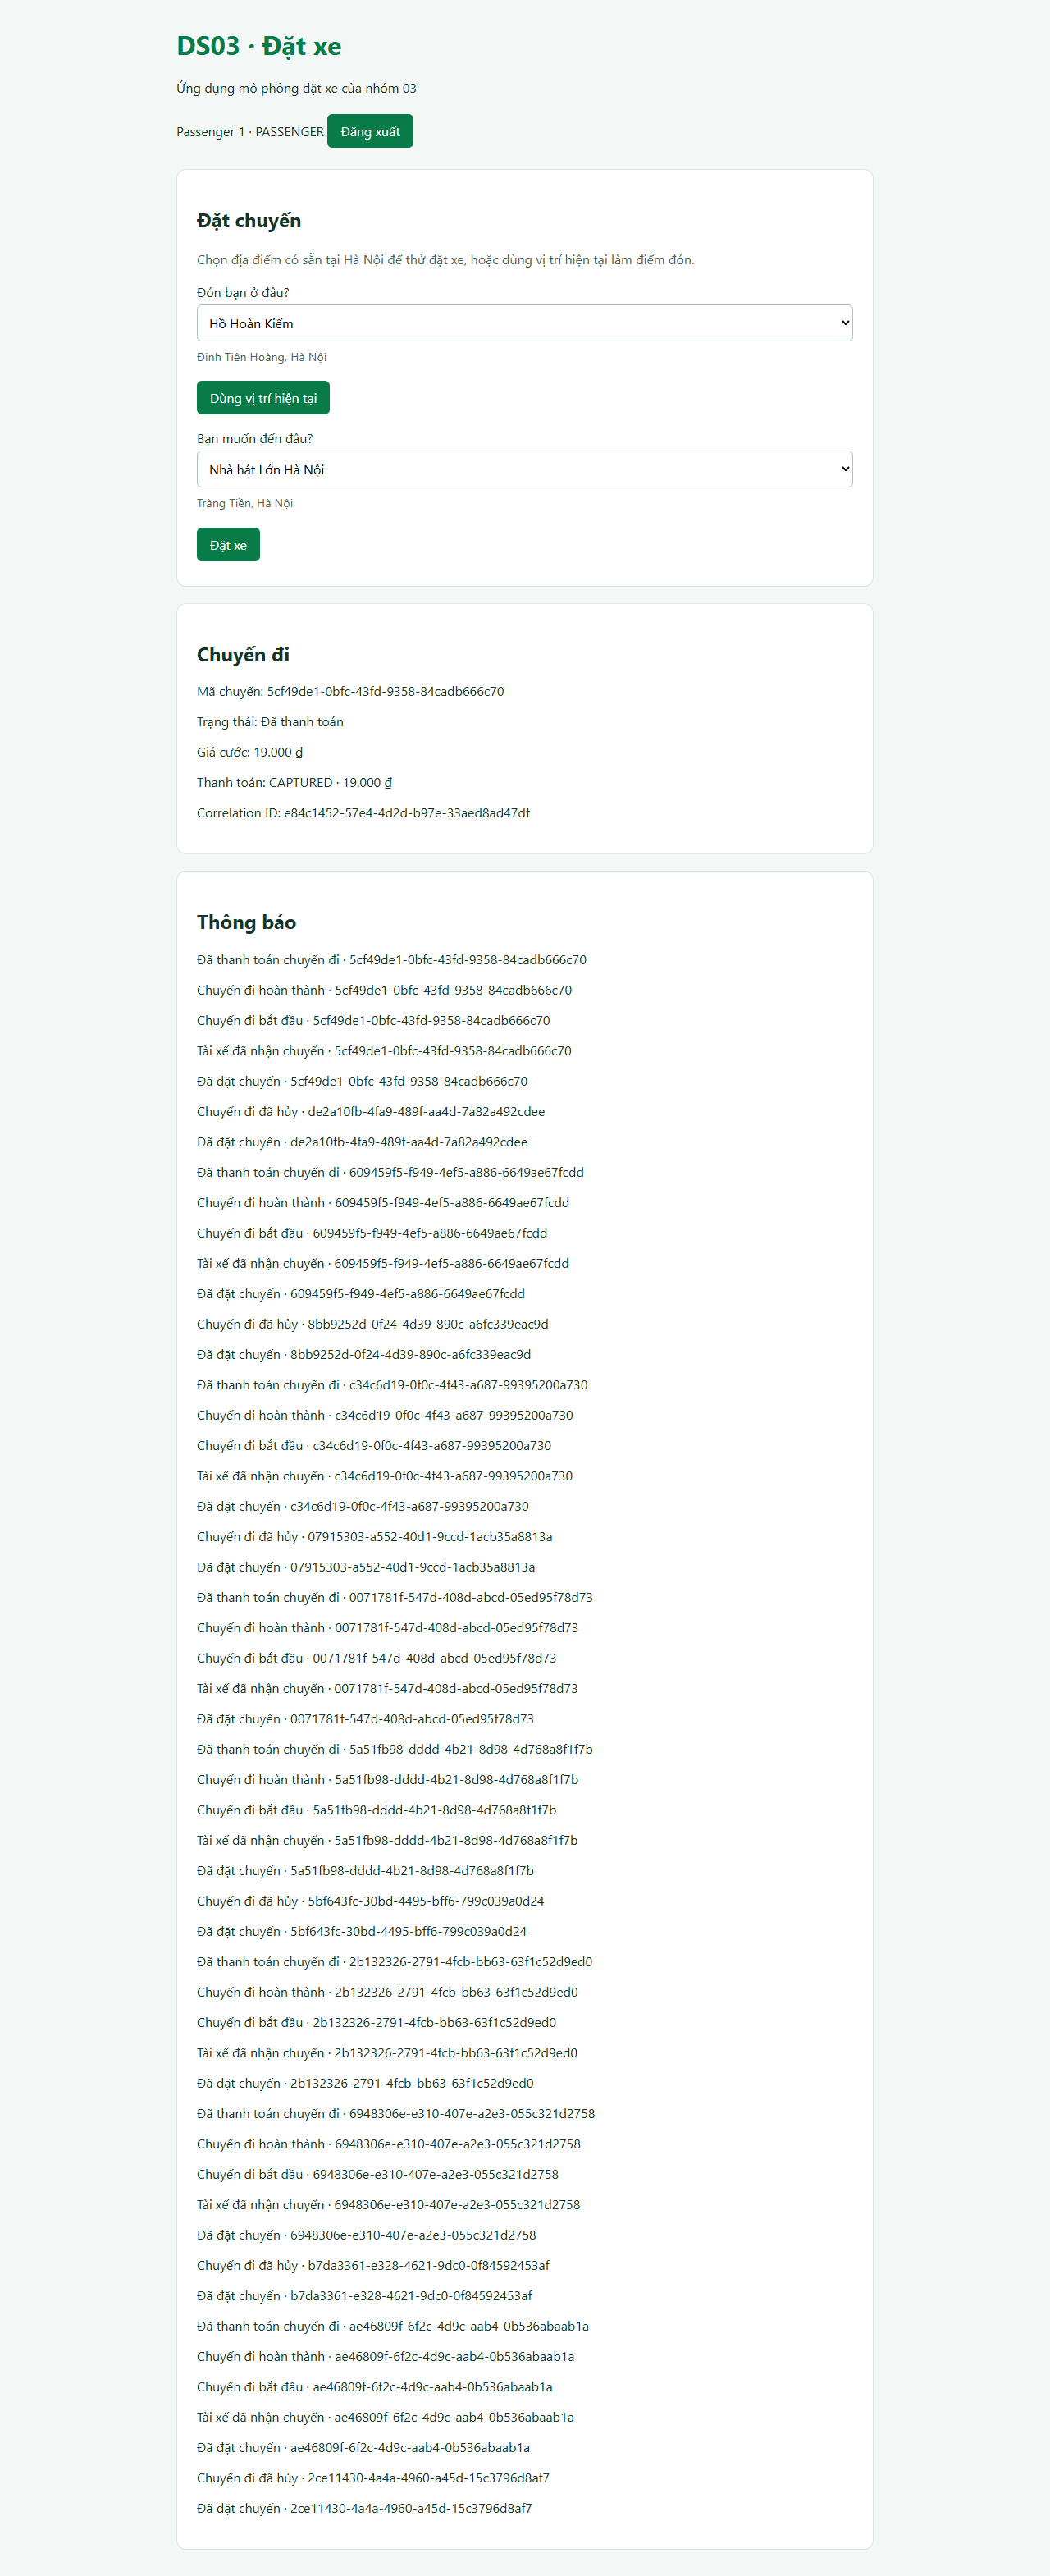 DS03 · Đặt xe
Ứng dụng mô phỏng đặt xe của nhóm 03
Passenger 1 · PASSENGER Đăng xuất
Đặt chuyến
Chọn địa điểm có sẵn tại Hà Nội để thử đặt xe, hoặc dùng vị trí hiện tại làm điểm đón.
Đón bạn ở đâu?
Hồ Hoàn Kiếm
Đinh Tiên Hoàng, Hà Nội
Dùng vị trí hiện tại
Bạn muốn đến đâu?
Nhà hát Lớn Hà Nội
Tràng Tiền, Hà Nội
Đặt xe
Chuyến đi
Mã chuyến: 5cf49de1-0bfc-43fd-9358-84cadb666c70
Trạng thái: Đã thanh toán
Giá cước: 19.000 ₫
Thanh toán: CAPTURED · 19.000 ₫
Correlation ID: e84c1452-57e4-4d2d-b97e-33aed8ad47df
Thông báo
Đã thanh toán chuyến đi · 5cf49de1-0bfc-43fd-9358-84cadb666c70
Chuyến đi hoàn thành · 5cf49de1-0bfc-43fd-9358-84cadb666c70
Chuyến đi bắt đầu · 5cf49de1-0bfc-43fd-9358-84cadb666c70
Tài xế đã nhận chuyến · 5cf49de1-0bfc-43fd-9358-84cadb666c70
Đã đặt chuyến · 5cf49de1-0bfc-43fd-9358-84cadb666c70
Chuyến đi đã hủy · de2a10fb-4fa9-489f-aa4d-7a82a492cdee
Đã đặt chuyến · de2a10fb-4fa9-489f-aa4d-7a82a492cdee
Đã thanh toán chuyến đi · 609459f5-f949-4ef5-a886-6649ae67fcdd
Chuyến đi hoàn thành · 609459f5-f949-4ef5-a886-6649ae67fcdd
Chuyến đi bắt đầu · 609459f5-f949-4ef5-a886-6649ae67fcdd
Tài xế đã nhận chuyến · 609459f5-f949-4ef5-a886-6649ae67fcdd
Đã đặt chuyến · 609459f5-f949-4ef5-a886-6649ae67fcdd
Chuyến đi đã hủy · 8bb9252d-0f24-4d39-890c-a6fc339eac9d
Đã đặt chuyến · 8bb9252d-0f24-4d39-890c-a6fc339eac9d
Đã thanh toán chuyến đi · c34c6d19-0f0c-4f43-a687-99395200a730
Chuyến đi hoàn thành · c34c6d19-0f0c-4f43-a687-99395200a730
Chuyến đi bắt đầu · c34c6d19-0f0c-4f43-a687-99395200a730
Tài xế đã nhận chuyến · c34c6d19-0f0c-4f43-a687-99395200a730
Đã đặt chuyến · c34c6d19-0f0c-4f43-a687-99395200a730
Chuyến đi đã hủy · 07915303-a552-40d1-9ccd-1acb35a8813a
Đã đặt chuyến · 07915303-a552-40d1-9ccd-1acb35a8813a
Đã thanh toán chuyến đi · 0071781f-547d-408d-abcd-05ed95f78d73
Chuyến đi hoàn thành · 0071781f-547d-408d-abcd-05ed95f78d73
Chuyến đi bắt đầu · 0071781f-547d-408d-abcd-05ed95f78d73
Tài xế đã nhận chuyến · 0071781f-547d-408d-abcd-05ed95f78d73
Đã đặt chuyến · 0071781f-547d-408d-abcd-05ed95f78d73
Đã thanh toán chuyến đi · 5a51fb98-dddd-4b21-8d98-4d768a8f1f7b
Chuyến đi hoàn thành · 5a51fb98-dddd-4b21-8d98-4d768a8f1f7b
Chuyến đi bắt đầu · 5a51fb98-dddd-4b21-8d98-4d768a8f1f7b
Tài xế đã nhận chuyến · 5a51fb98-dddd-4b21-8d98-4d768a8f1f7b
Đã đặt chuyến · 5a51fb98-dddd-4b21-8d98-4d768a8f1f7b
Chuyến đi đã hủy · 5bf643fc-30bd-4495-bff6-799c039a0d24
Đã đặt chuyến · 5bf643fc-30bd-4495-bff6-799c039a0d24
Đã thanh toán chuyến đi · 2b132326-2791-4fcb-bb63-63f1c52d9ed0
Chuyến đi hoàn thành · 2b132326-2791-4fcb-bb63-63f1c52d9ed0
Chuyến đi bắt đầu · 2b132326-2791-4fcb-bb63-63f1c52d9ed0
Tài xế đã nhận chuyến · 2b132326-2791-4fcb-bb63-63f1c52d9ed0
Đã đặt chuyến · 2b132326-2791-4fcb-bb63-63f1c52d9ed0
Đã thanh toán chuyến đi · 6948306e-e310-407e-a2e3-055c321d2758
Chuyến đi hoàn thành · 6948306e-e310-407e-a2e3-055c321d2758
Chuyến đi bắt đầu · 6948306e-e310-407e-a2e3-055c321d2758
Tài xế đã nhận chuyến · 6948306e-e310-407e-a2e3-055c321d2758
Đã đặt chuyến · 6948306e-e310-407e-a2e3-055c321d2758
Chuyến đi đã hủy · b7da3361-e328-4621-9dc0-0f84592453af
Đã đặt chuyến · b7da3361-e328-4621-9dc0-0f84592453af
Đã thanh toán chuyến đi · ae46809f-6f2c-4d9c-aab4-0b536abaab1a
Chuyến đi hoàn thành · ae46809f-6f2c-4d9c-aab4-0b536abaab1a
Chuyến đi bắt đầu · ae46809f-6f2c-4d9c-aab4-0b536abaab1a
Tài xế đã nhận chuyến · ae46809f-6f2c-4d9c-aab4-0b536abaab1a
Đã đặt chuyến · ae46809f-6f2c-4d9c-aab4-0b536abaab1a
Chuyến đi đã hủy · 2ce11430-4a4a-4960-a45d-15c3796d8af7
Đã đặt chuyến · 2ce11430-4a4a-4960-a45d-15c3796d8af7